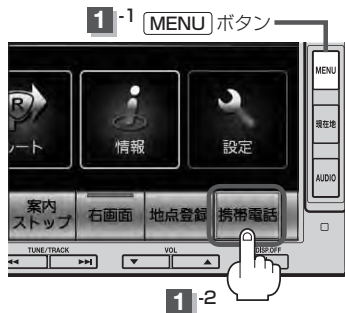 1-1 MENU ボタン
MENU
現在地
AUDIO
R
ート
情報
設定
案内
ストップ
右画面
地点登録
携帯電話
TUNE/TRACK
VOL
DISP.OFF
1-2